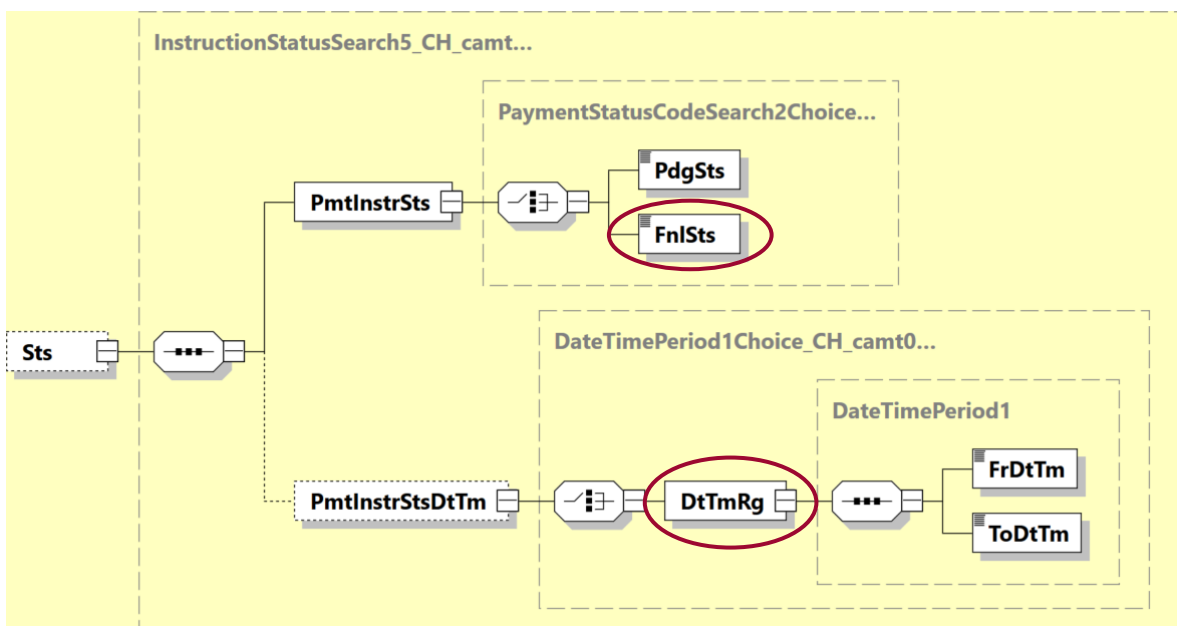 InstructionStatusSearch5_CH_camt...
PaymentStatusCodeSearch2Choice...
PdgSts
PmtInstrSts
FnlSts
Sts
DateTimePeriod1Choice_CH_camt0...
DateTimePeriod1
FrDtTm
PmtInstrStsDtTm
DtTmRg
ToDtTm